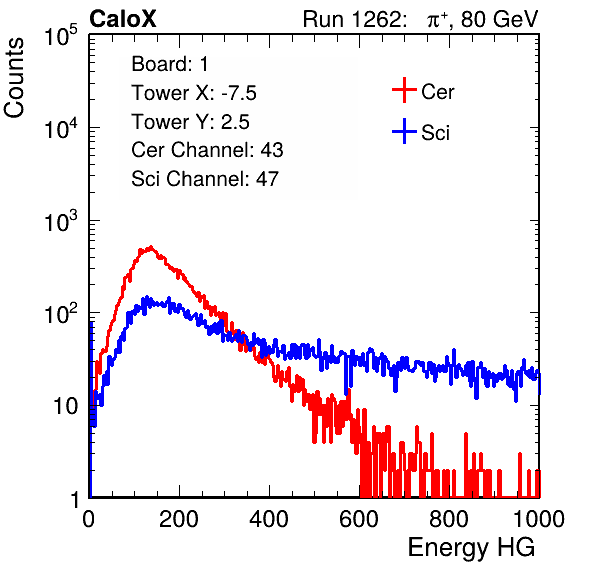 CaloX Run 1262: π⁺, 80 GeV
Counts
10⁵
10⁴
10³
10²
10
1
Board: 1
Tower X: -7.5
Tower Y: 2.5
Cer Channel: 43
Sci Channel: 47
Cer
Sci
0 200 400 600 800 1000
Energy HG